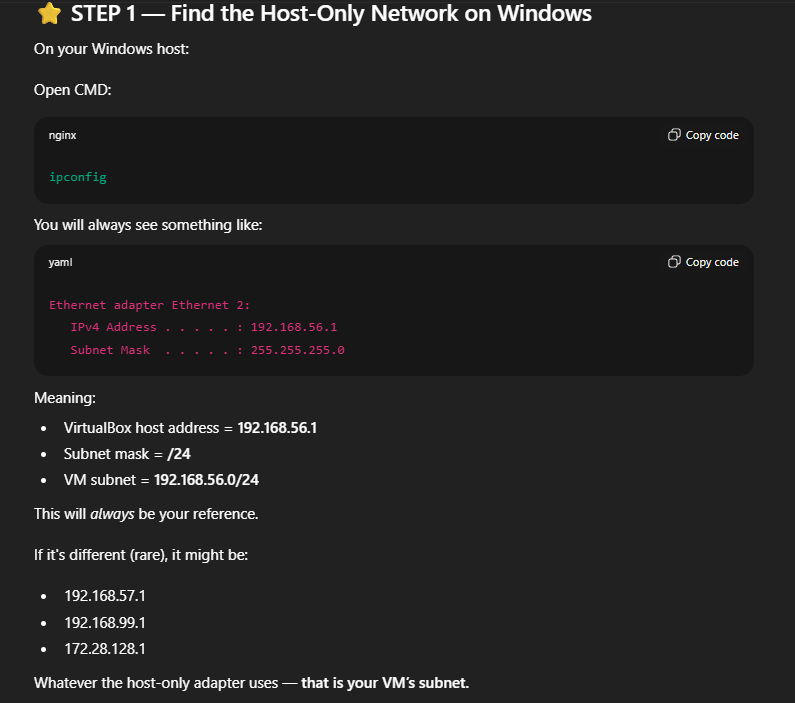 ⭐ STEP 1 — Find the Host-Only Network on Windows
On your Windows host:
Open CMD:
nginx
Copy code
ipconfig
You will always see something like:
yaml
Copy code
Ethernet adapter Ethernet 2:
   IPv4 Address . . . . . : 192.168.56.1
   Subnet Mask  . . . . . : 255.255.255.0
Meaning:
• VirtualBox host address = 192.168.56.1
• Subnet mask = /24
• VM subnet = 192.168.56.0/24
This will always be your reference.
If it's different (rare), it might be:
• 192.168.57.1
• 192.168.99.1
• 172.28.128.1
Whatever the host-only adapter uses — that is your VM’s subnet.